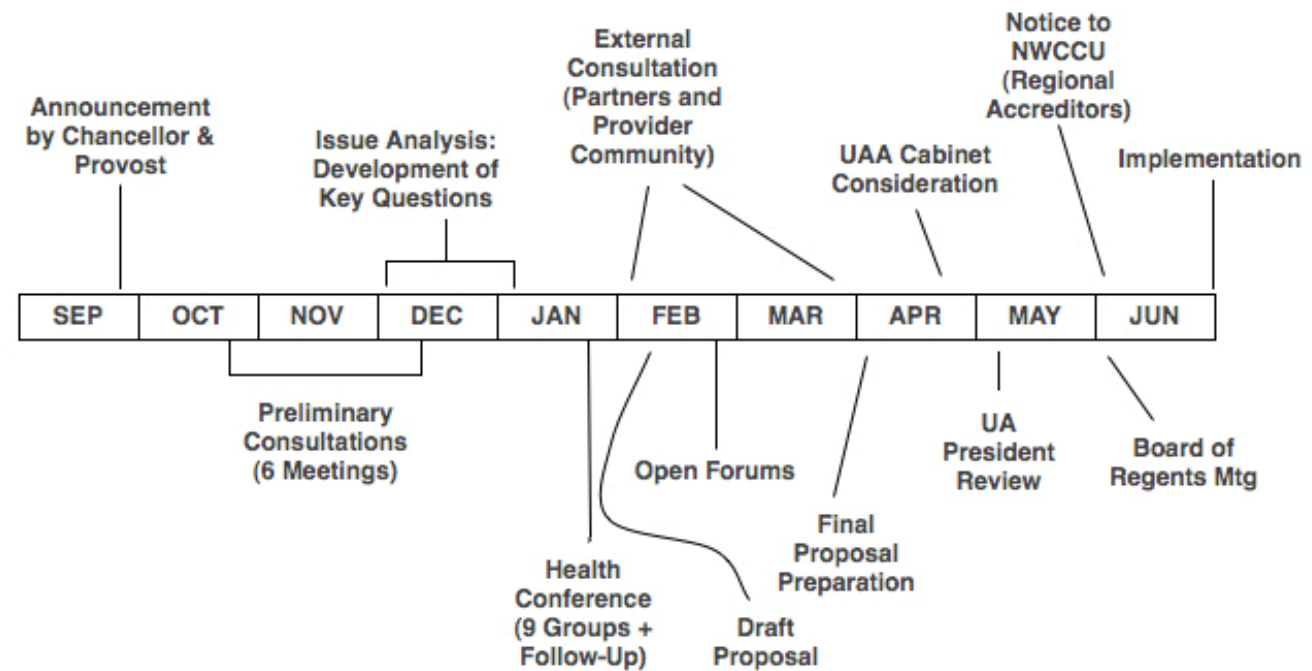 Announcement
by Chancellor &
Provost
Issue Analysis:
Development of
Key Questions
External
Consultation
(Partners and
Provider
Community)
UAA Cabinet
Consideration
Notice to
NWCCU
(Regional
Accreditors)
Implementation
SEP OCT NOV DEC JAN FEB MAR APR MAY JUN
Preliminary
Consultations
(6 Meetings)
Health
Conference
(9 Groups +
Follow-Up)
Draft
Proposal
Open Forums
Final
Proposal
Preparation
UA
President
Review
Board of
Regents Mtg